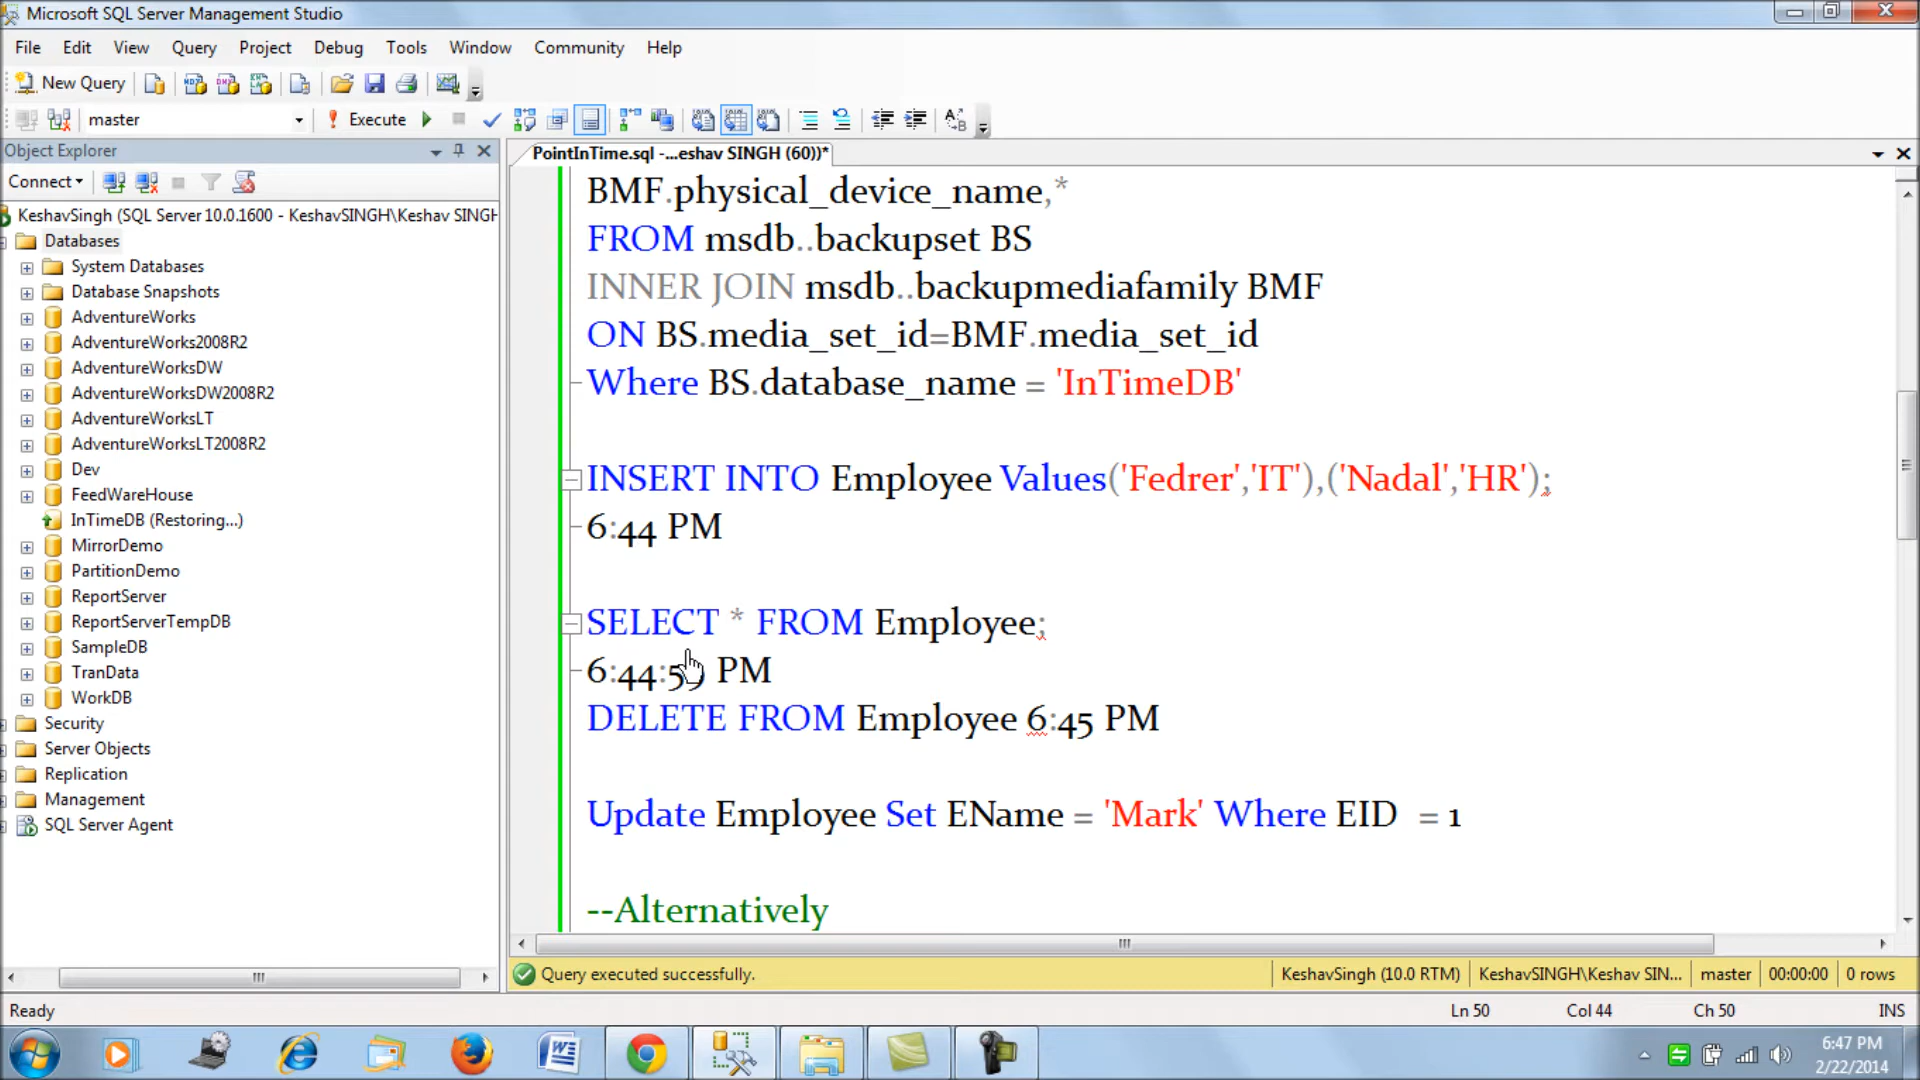 Microsoft SQL Server Management Studio
File Edit View Query Project Debug Tools Window Community Help
New Query
master Execute
Object Explorer
PointInTime.sql -...eshav SINGH (60))*
Connect
KeshavSingh (SQL Server 10.0.1600 - KeshavSINGH\Keshav SINGH
Databases
System Databases
Database Snapshots
AdventureWorks
AdventureWorks2008R2
AdventureWorksDW
AdventureWorksDW2008R2
AdventureWorksLT
AdventureWorksLT2008R2
Dev
FeedWareHouse
InTimeDB (Restoring...)
MirrorDemo
PartitionDemo
ReportServer
ReportServerTempDB
SampleDB
TranData
WorkDB
Security
Server Objects
Replication
Management
SQL Server Agent
BMF.physical_device_name,*
FROM msdb..backupset BS
INNER JOIN msdb..backupmediafamily BMF
ON BS.media_set_id=BMF.media_set_id
Where BS.database_name = 'InTimeDB'
INSERT INTO Employee Values('Fedrer','IT'),('Nadal','HR');
6:44 PM
SELECT * FROM Employee;
6:44:59 PM
DELETE FROM Employee 6:45 PM
Update Employee Set EName = 'Mark' Where EID = 1
--Alternatively
Query executed successfully. KeshavSingh (10.0 RTM) KeshavSINGH\Keshav SIN... master 00:00:00 0 rows
Ready Ln 50 Col 44 Ch 50 INS
6:47 PM
2/22/2014